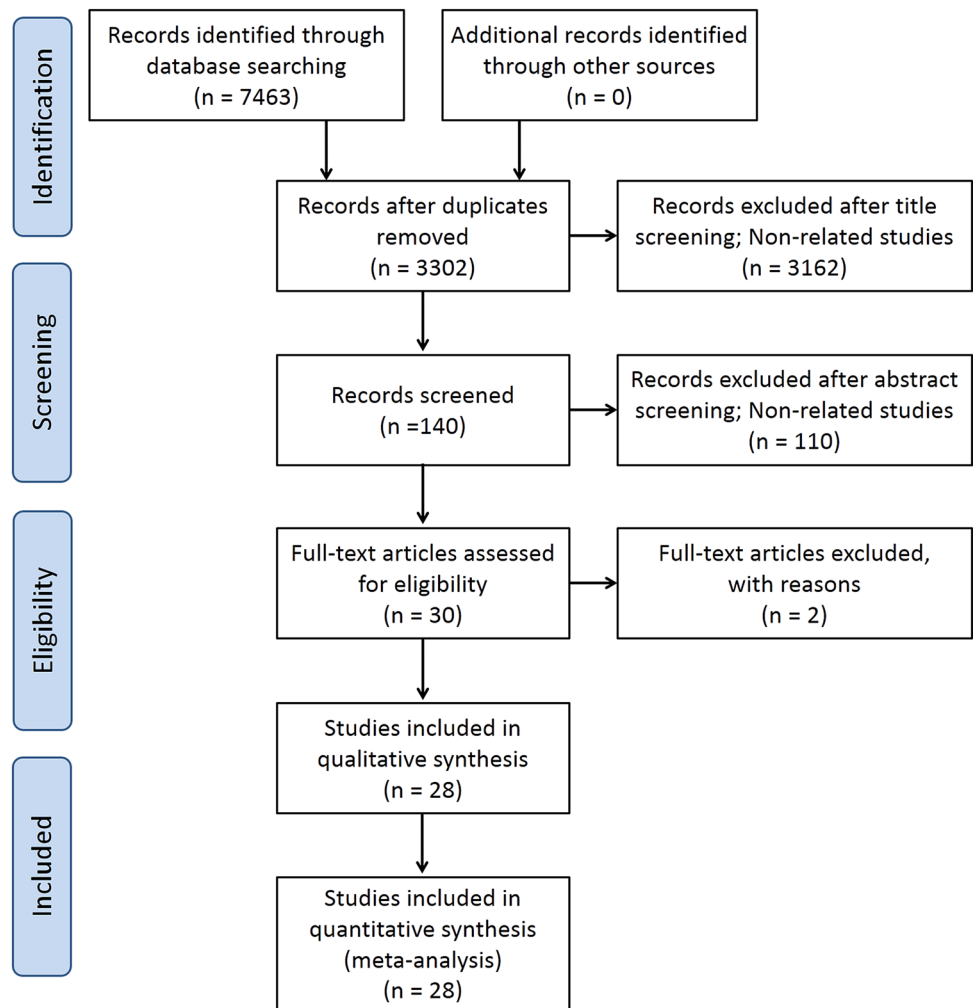 Identification
Records identified through
database searching
(n = 7463)
Additional records identified
through other sources
(n = 0)
Records after duplicates
removed
(n = 3302)
Records excluded after title
screening; Non-related studies
(n = 3162)
Screening
Records screened
(n =140)
Records excluded after abstract
screening; Non-related studies
(n = 110)
Eligibility
Full-text articles assessed
for eligibility
(n = 30)
Full-text articles excluded,
with reasons
(n = 2)
Studies included in
qualitative synthesis
(n = 28)
Included
Studies included in
quantitative synthesis
(meta-analysis)
(n = 28)